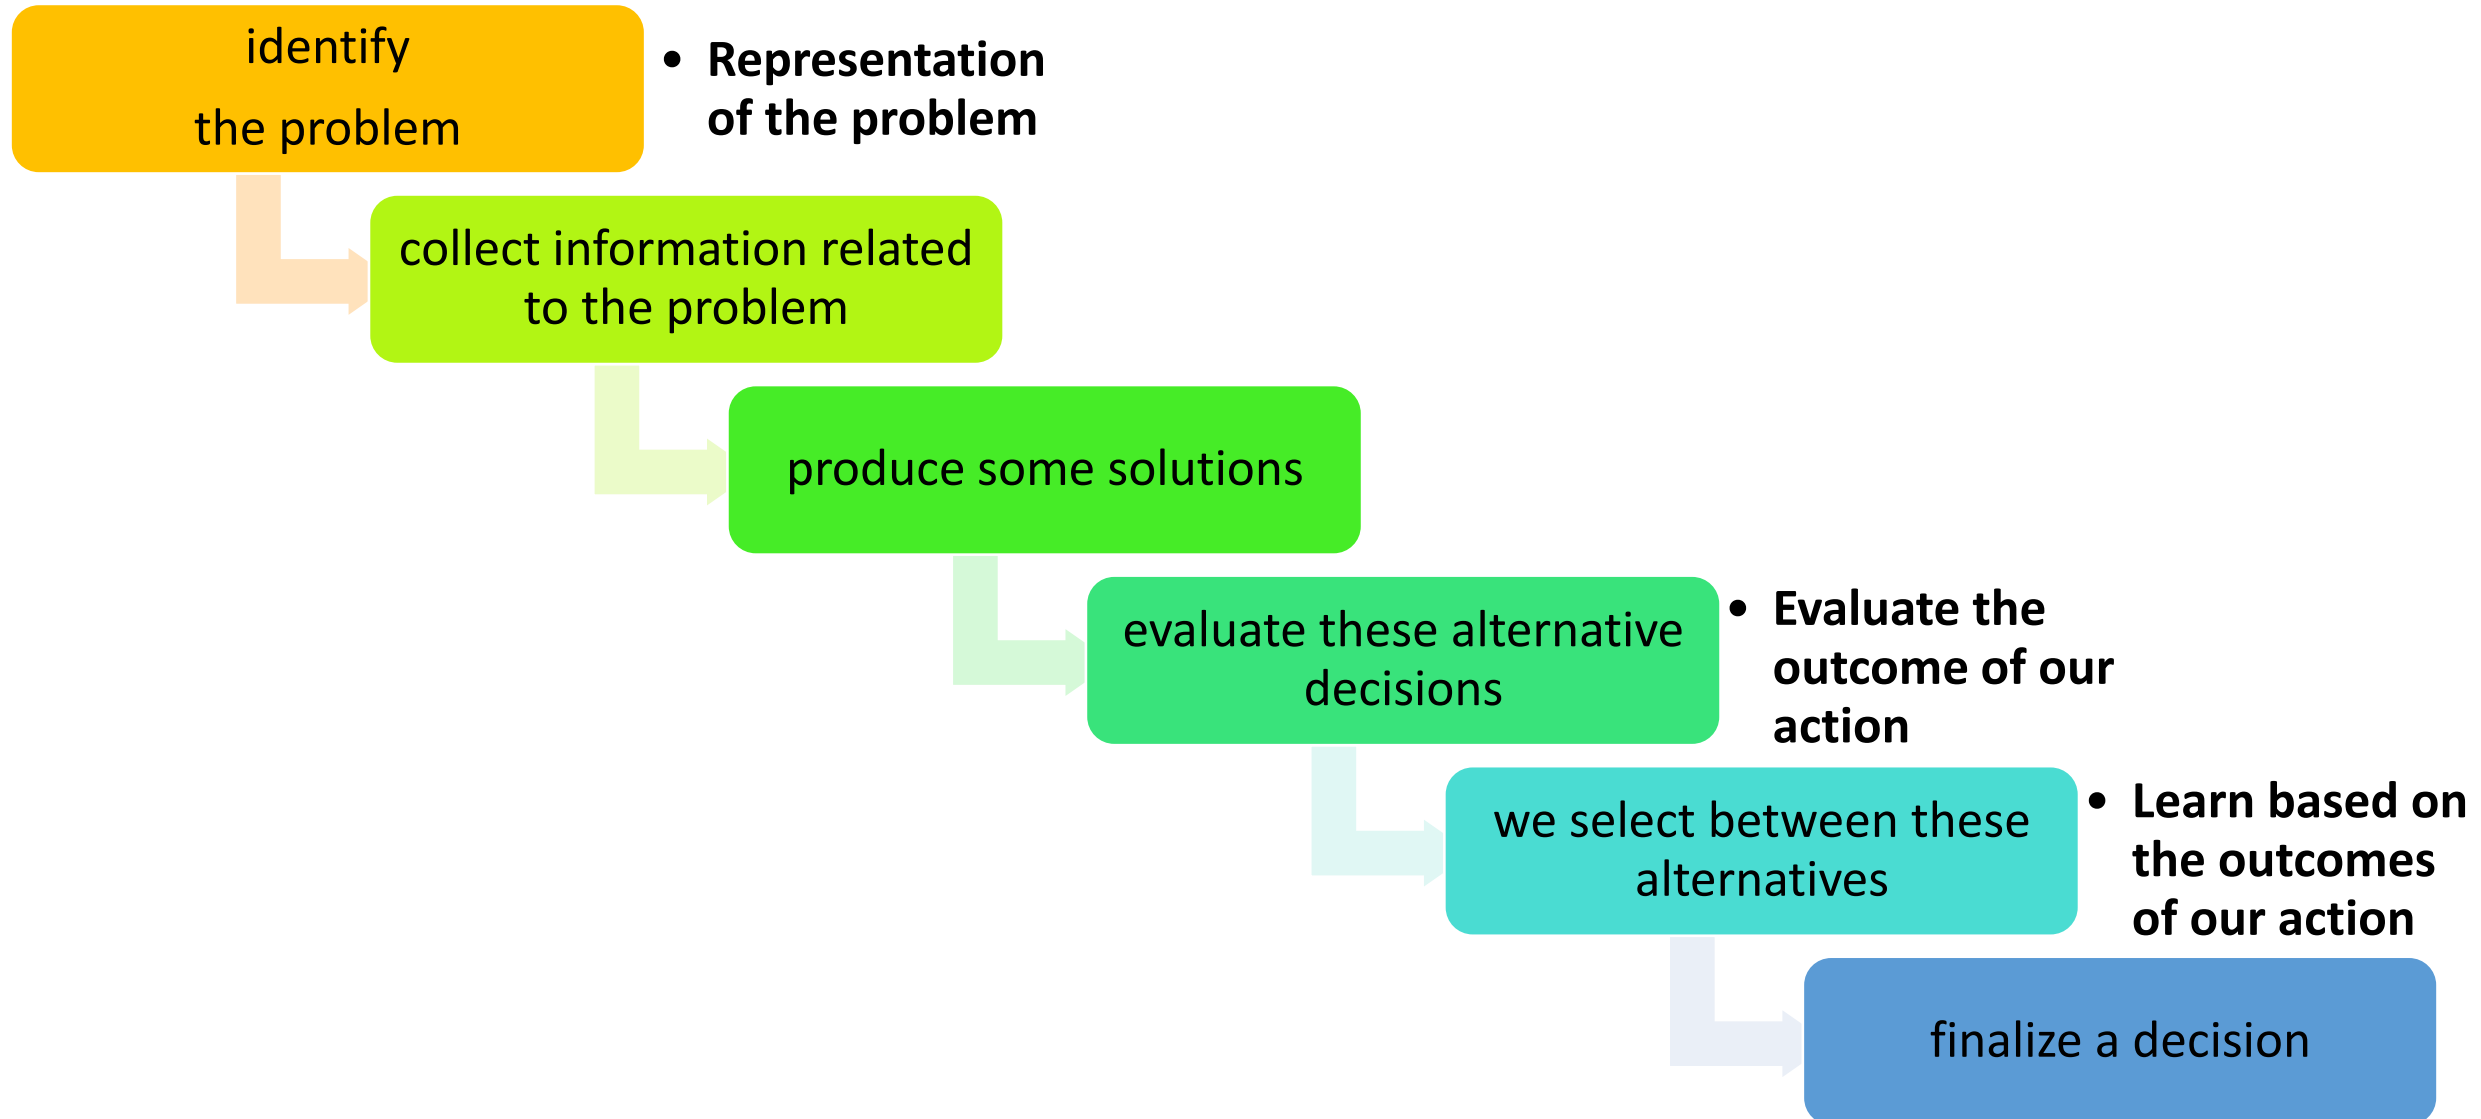 identify
the problem
• Representation
of the problem
collect information related
to the problem
produce some solutions
evaluate these alternative
decisions
• Evaluate the
outcome of our
action
we select between these
alternatives
• Learn based on
the outcomes
of our action
finalize a decision